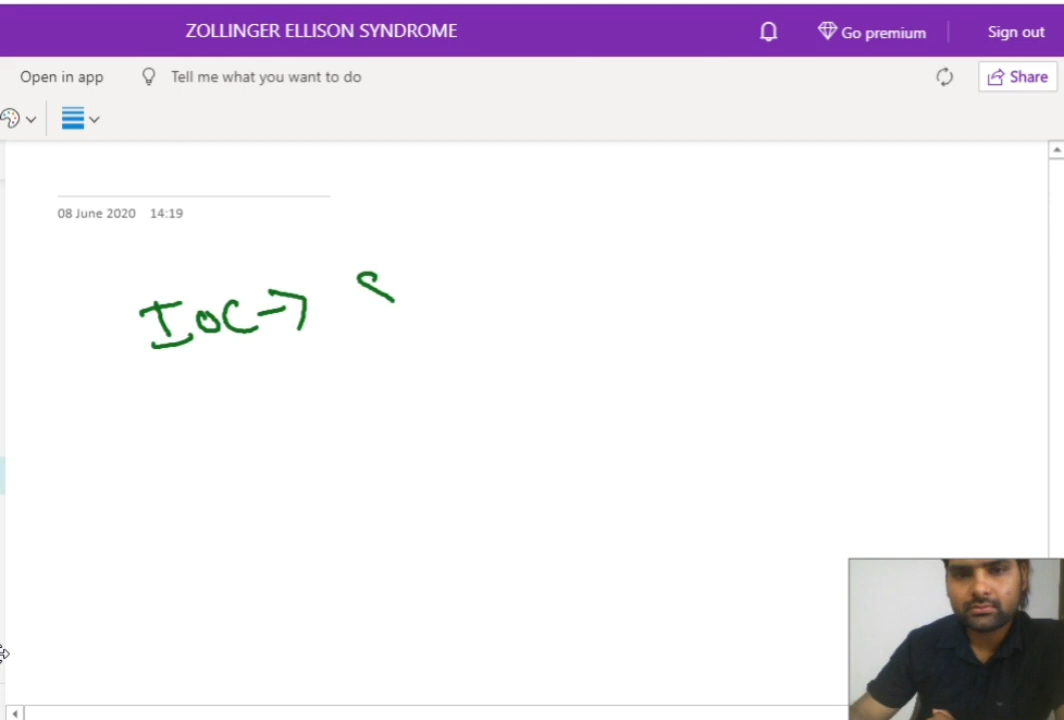 ZOLLINGER ELLISON SYNDROME
Go premium
Sign out
Open in app
Tell me what you want to do
Share
08 June 2020 14:19
IOC →